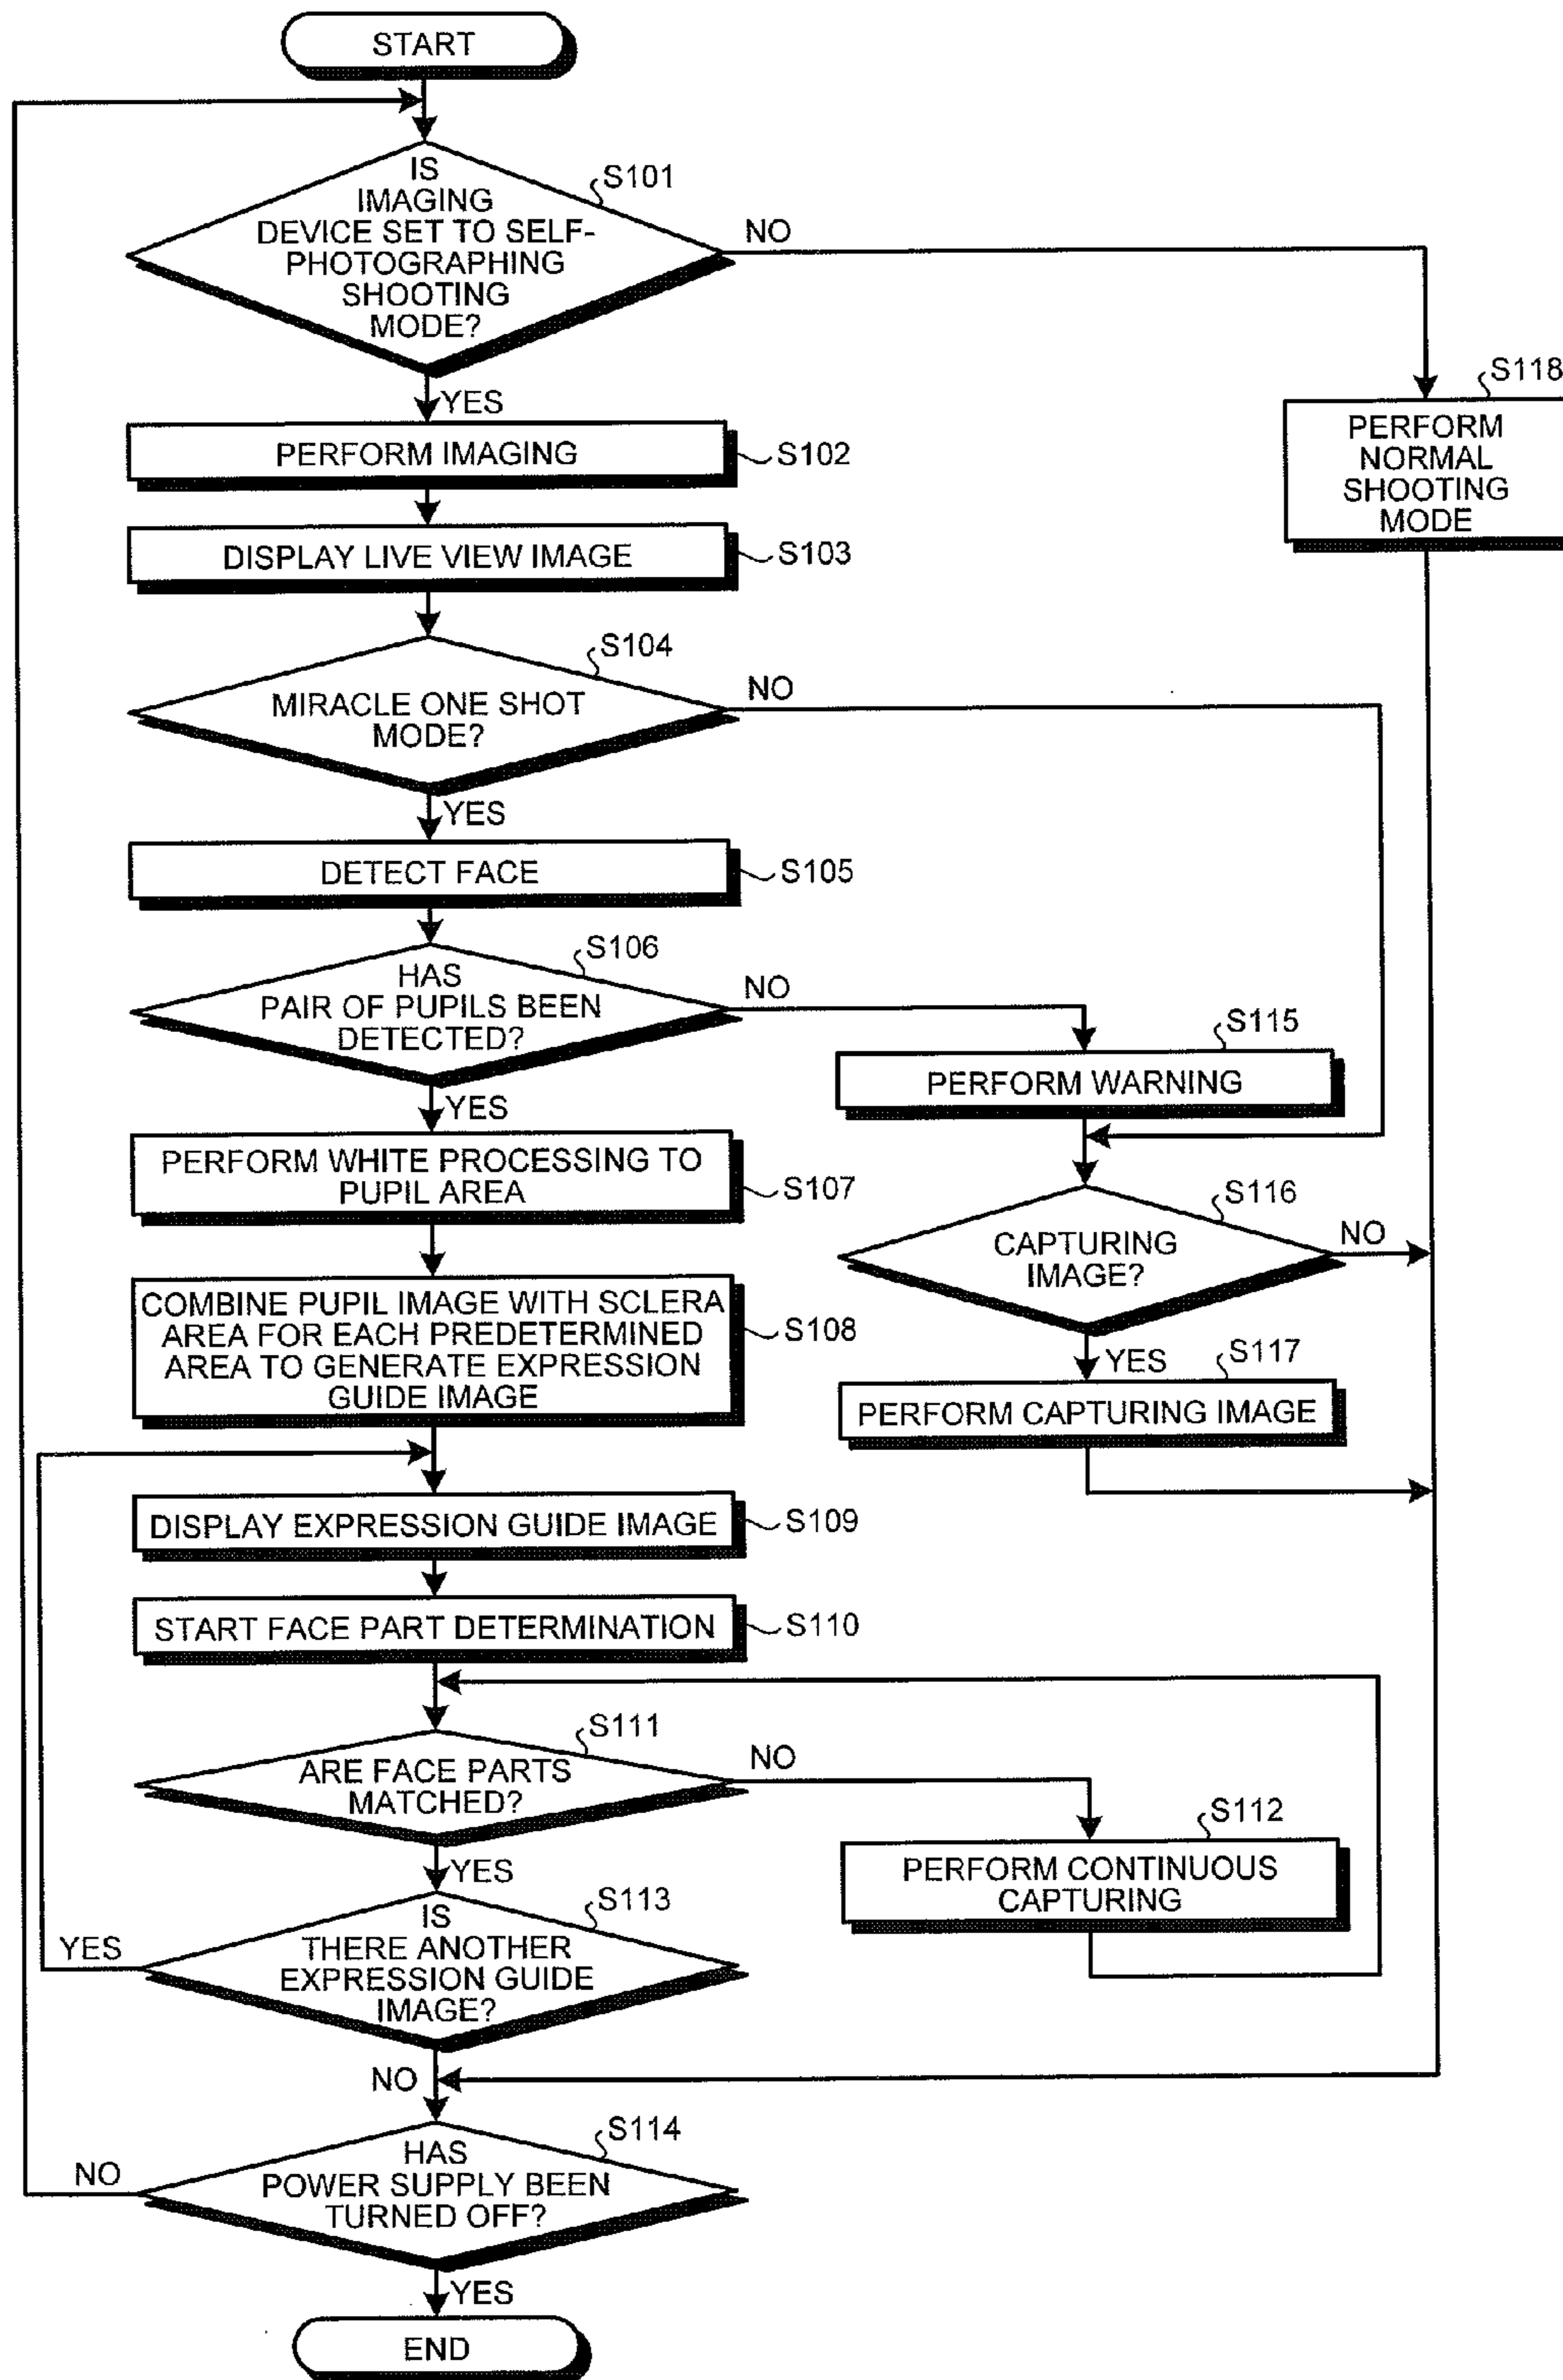 START
IS
IMAGING
DEVICE SET TO SELF-
PHOTOGRAPHING
SHOOTING
MODE?
S101
NO
YES
S118
PERFORM
NORMAL
SHOOTING
MODE
PERFORM IMAGING
S102
DISPLAY LIVE VIEW IMAGE
S103
S104
MIRACLE ONE SHOT
MODE?
NO
YES
DETECT FACE
S105
S106
HAS
PAIR OF PUPILS BEEN
DETECTED?
NO
YES
S115
PERFORM WARNING
PERFORM WHITE PROCESSING TO
PUPIL AREA
S107
S116
CAPTURING
IMAGE?
NO
YES
COMBINE PUPIL IMAGE WITH SCLERA
AREA FOR EACH PREDETERMINED
AREA TO GENERATE EXPRESSION
GUIDE IMAGE
S108
S117
PERFORM CAPTURING IMAGE
DISPLAY EXPRESSION GUIDE IMAGE
S109
START FACE PART DETERMINATION
S110
S111
ARE FACE PARTS
MATCHED?
NO
YES
S112
PERFORM CONTINUOUS
CAPTURING
S113
IS
THERE ANOTHER
EXPRESSION GUIDE
IMAGE?
YES
NO
S114
HAS
POWER SUPPLY BEEN
TURNED OFF?
NO
YES
END